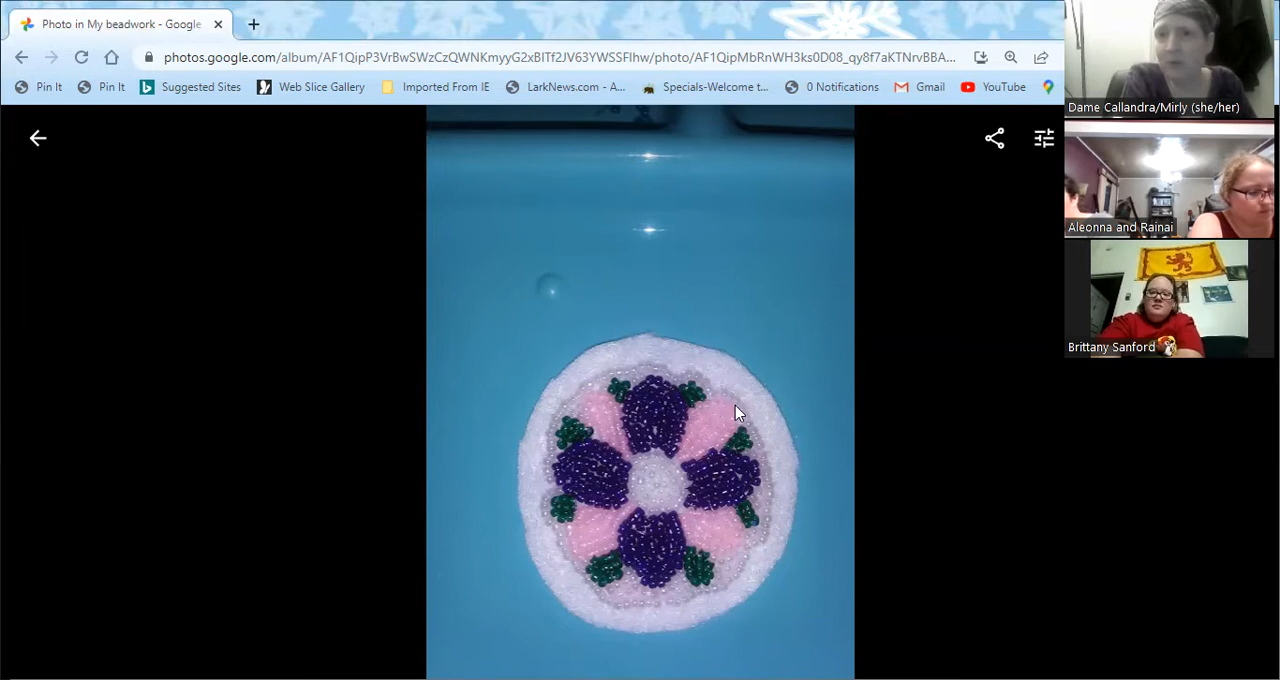 Photo in My beadwork - Google
photos.google.com/album/AF1QipP3VrBwSWzCzQWNKmyyG2xBlTf2JV63YWSSFlhw/photo/AF1QipMbRnWH3ks0D08_qy8f7aKTNrvBBA...
Pin It
Pin It
Suggested Sites
Web Slice Gallery
Imported From IE
LarkNews.com - A...
Specials-Welcome t...
0 Notifications
Gmail
YouTube
Dame Callandra/Mirly (she/her)
Aleonna and Rainai
Brittany Sanford